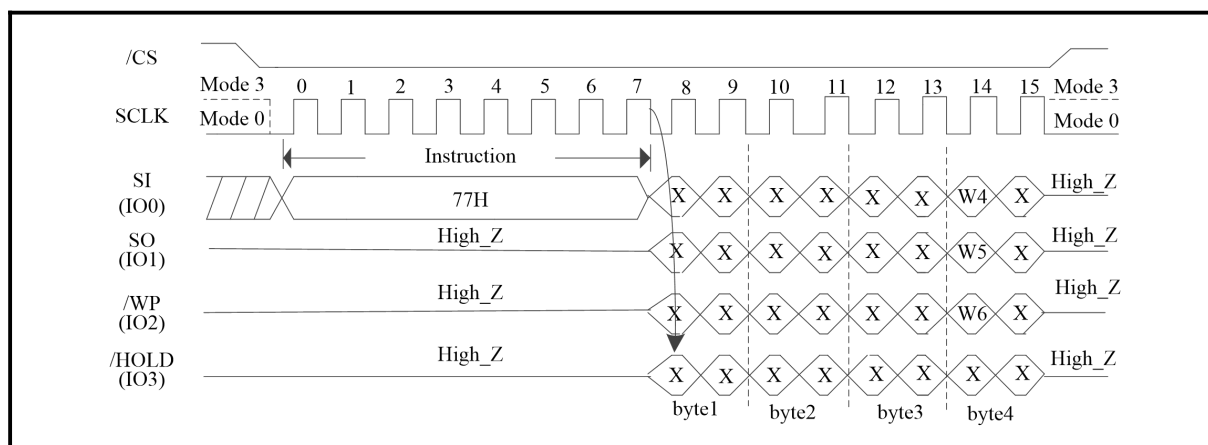 /CS
Mode 3 0 1 2 3 4 5 6 7 8 9 10 11 12 13 14 15 Mode 3
SCLK Mode 0 Mode 0
Instruction
SI
(IO0) 77H X X X X X X W4 X High_Z
SO
(IO1) High_Z X X X X X X W5 X High_Z
/WP
(IO2) High_Z X X X X X X W6 X High_Z
/HOLD
(IO3) High_Z X X X X X X X X High_Z
byte1 byte2 byte3 byte4